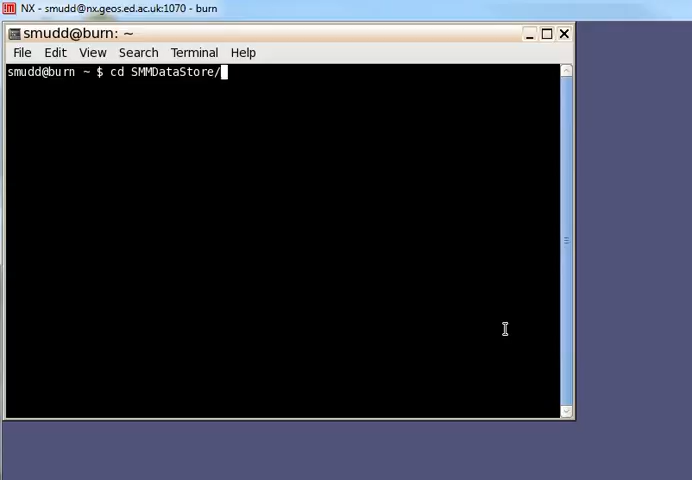 NX - smudd@nx.geos.ed.ac.uk:1070 - burn
smudd@burn: ~
File Edit View Search Terminal Help
smudd@burn ~ $ cd SMMDataStore/